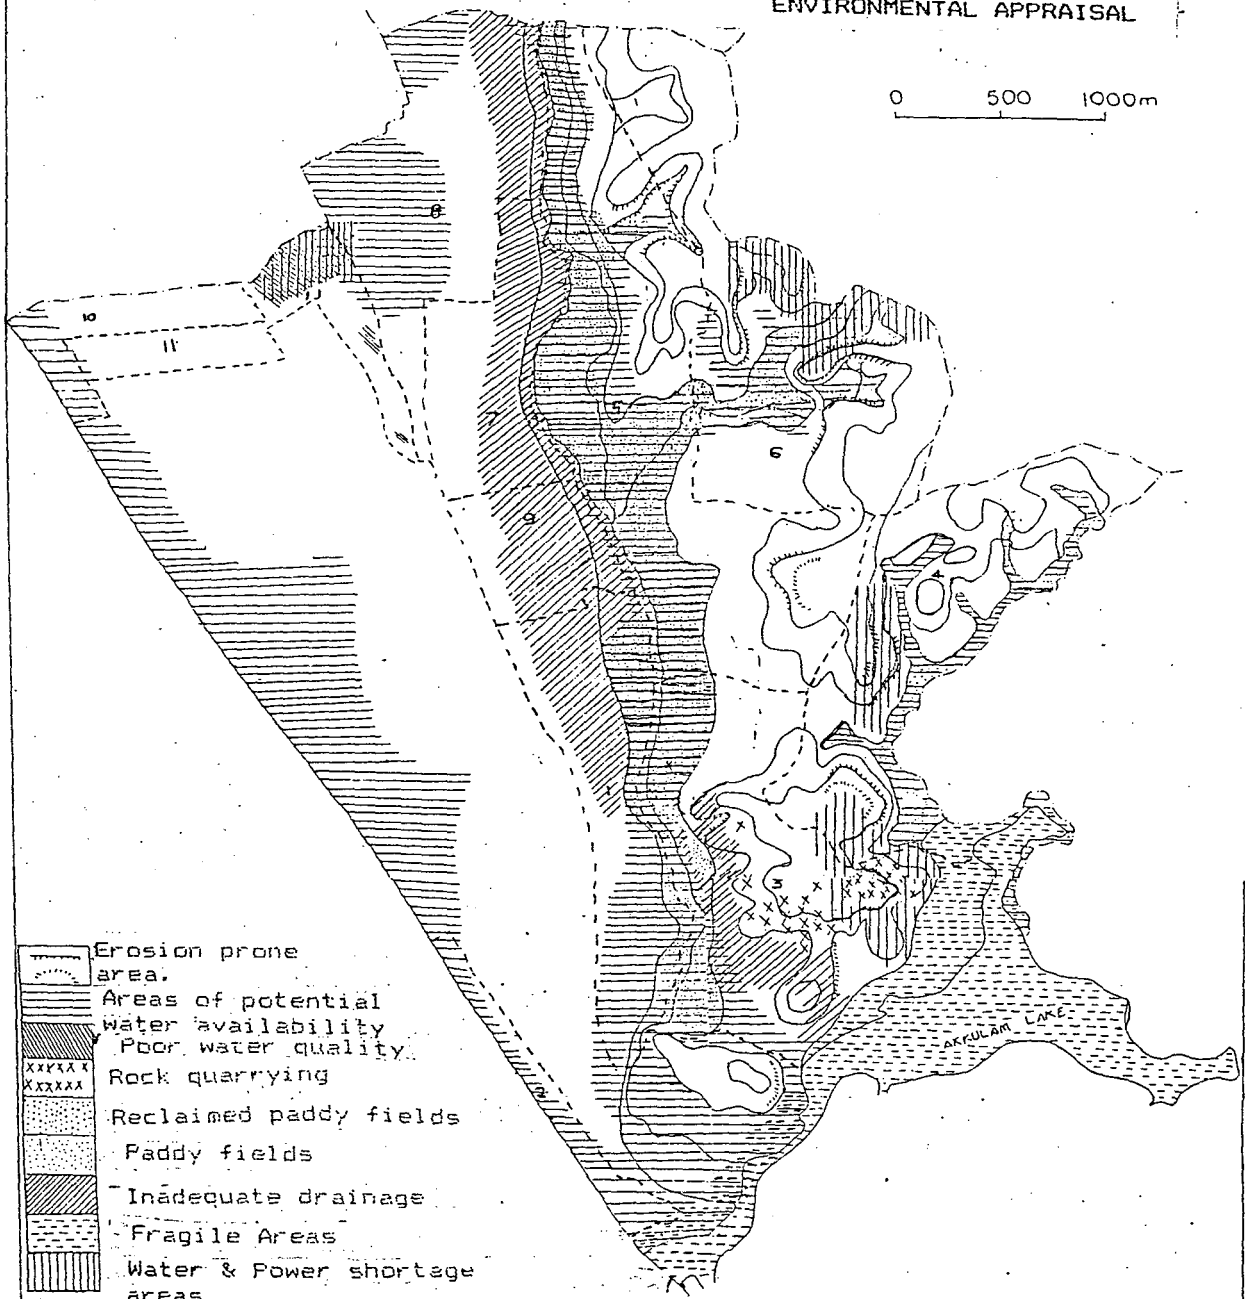 ENVIRONMENTAL APPRAISAL
0 500 1000m
8
10
11
7
5
6
9
4
3
2
AKKULAM LAKE
Erosion prone
area.
Areas of potential
water availability
Poor water quality
Rock quarrying
Reclaimed paddy fields
Paddy fields
Inadequate drainage
Fragile Areas
Water & Power shortage
areas